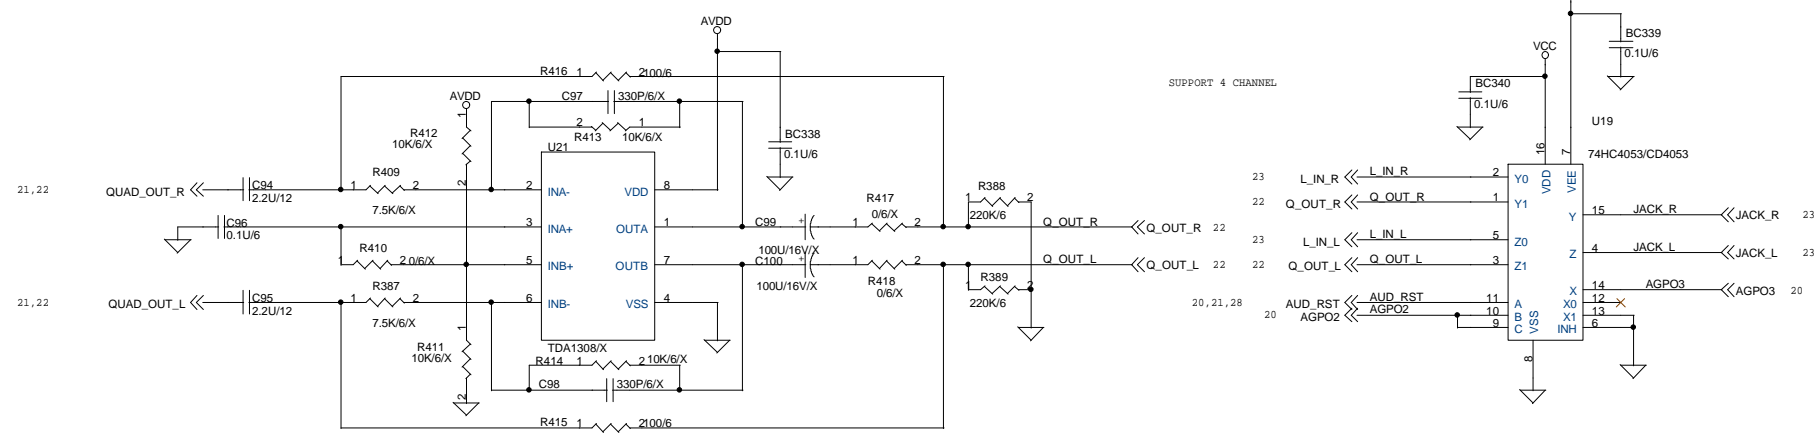 AVDD
R416 1 2 100/6
C97 330P/6/X
AVDD
1
R412
10K/6/X
2
2 1
R413 10K/6/X
U21
BC338
0.1U/6
21,22 QUAD_OUT_R
C94
2.2U/12
R409
1 2
7.5K/6/X
2 INA-
VDD 8
C96
0.1U/6
3 INA+
OUTA 1
C99
+
100U/16V/X
R417
1 2
0/6/X
R388
1 2
220K/6
Q_OUT_R
Q_OUT_R 22
R410
1 2 0/6/X
5 INB+
OUTB 7
C100
+
100U/16V/X
1 2
R418
0/6/X
R389
1 2
220K/6
Q_OUT_L
Q_OUT_L 22
21,22 QUAD_OUT_L
C95
2.2U/12
R387
1 2
7.5K/6/X
6 INB-
VSS 4
1
R411
10K/6/X
2
TDA1308/X
R414 1 2 10K/6/X
C98 330P/6/X
R415 1 2 100/6
SUPPORT 4 CHANNEL
BC339
0.1U/6
VCC
BC340
0.1U/6
U19
74HC4053/CD4053
16
7
VDD
VEE
23 L_IN_R L_IN_R 2 Y0
22 Q_OUT_R Q_OUT_R 1 Y1
Y 15 JACK_R JACK_R 23
23 L_IN_L L_IN_L 5 Z0
22 Q_OUT_L Q_OUT_L 3 Z1
Z 4 JACK_L JACK_L 23
X 14 AGPO3 AGPO3 20
20,21,28 AUD_RST AUD_RST 11 A
X0 12
20 AGPO2 AGPO2 10 B
X1 13
9 C
INH 6
VSS
8